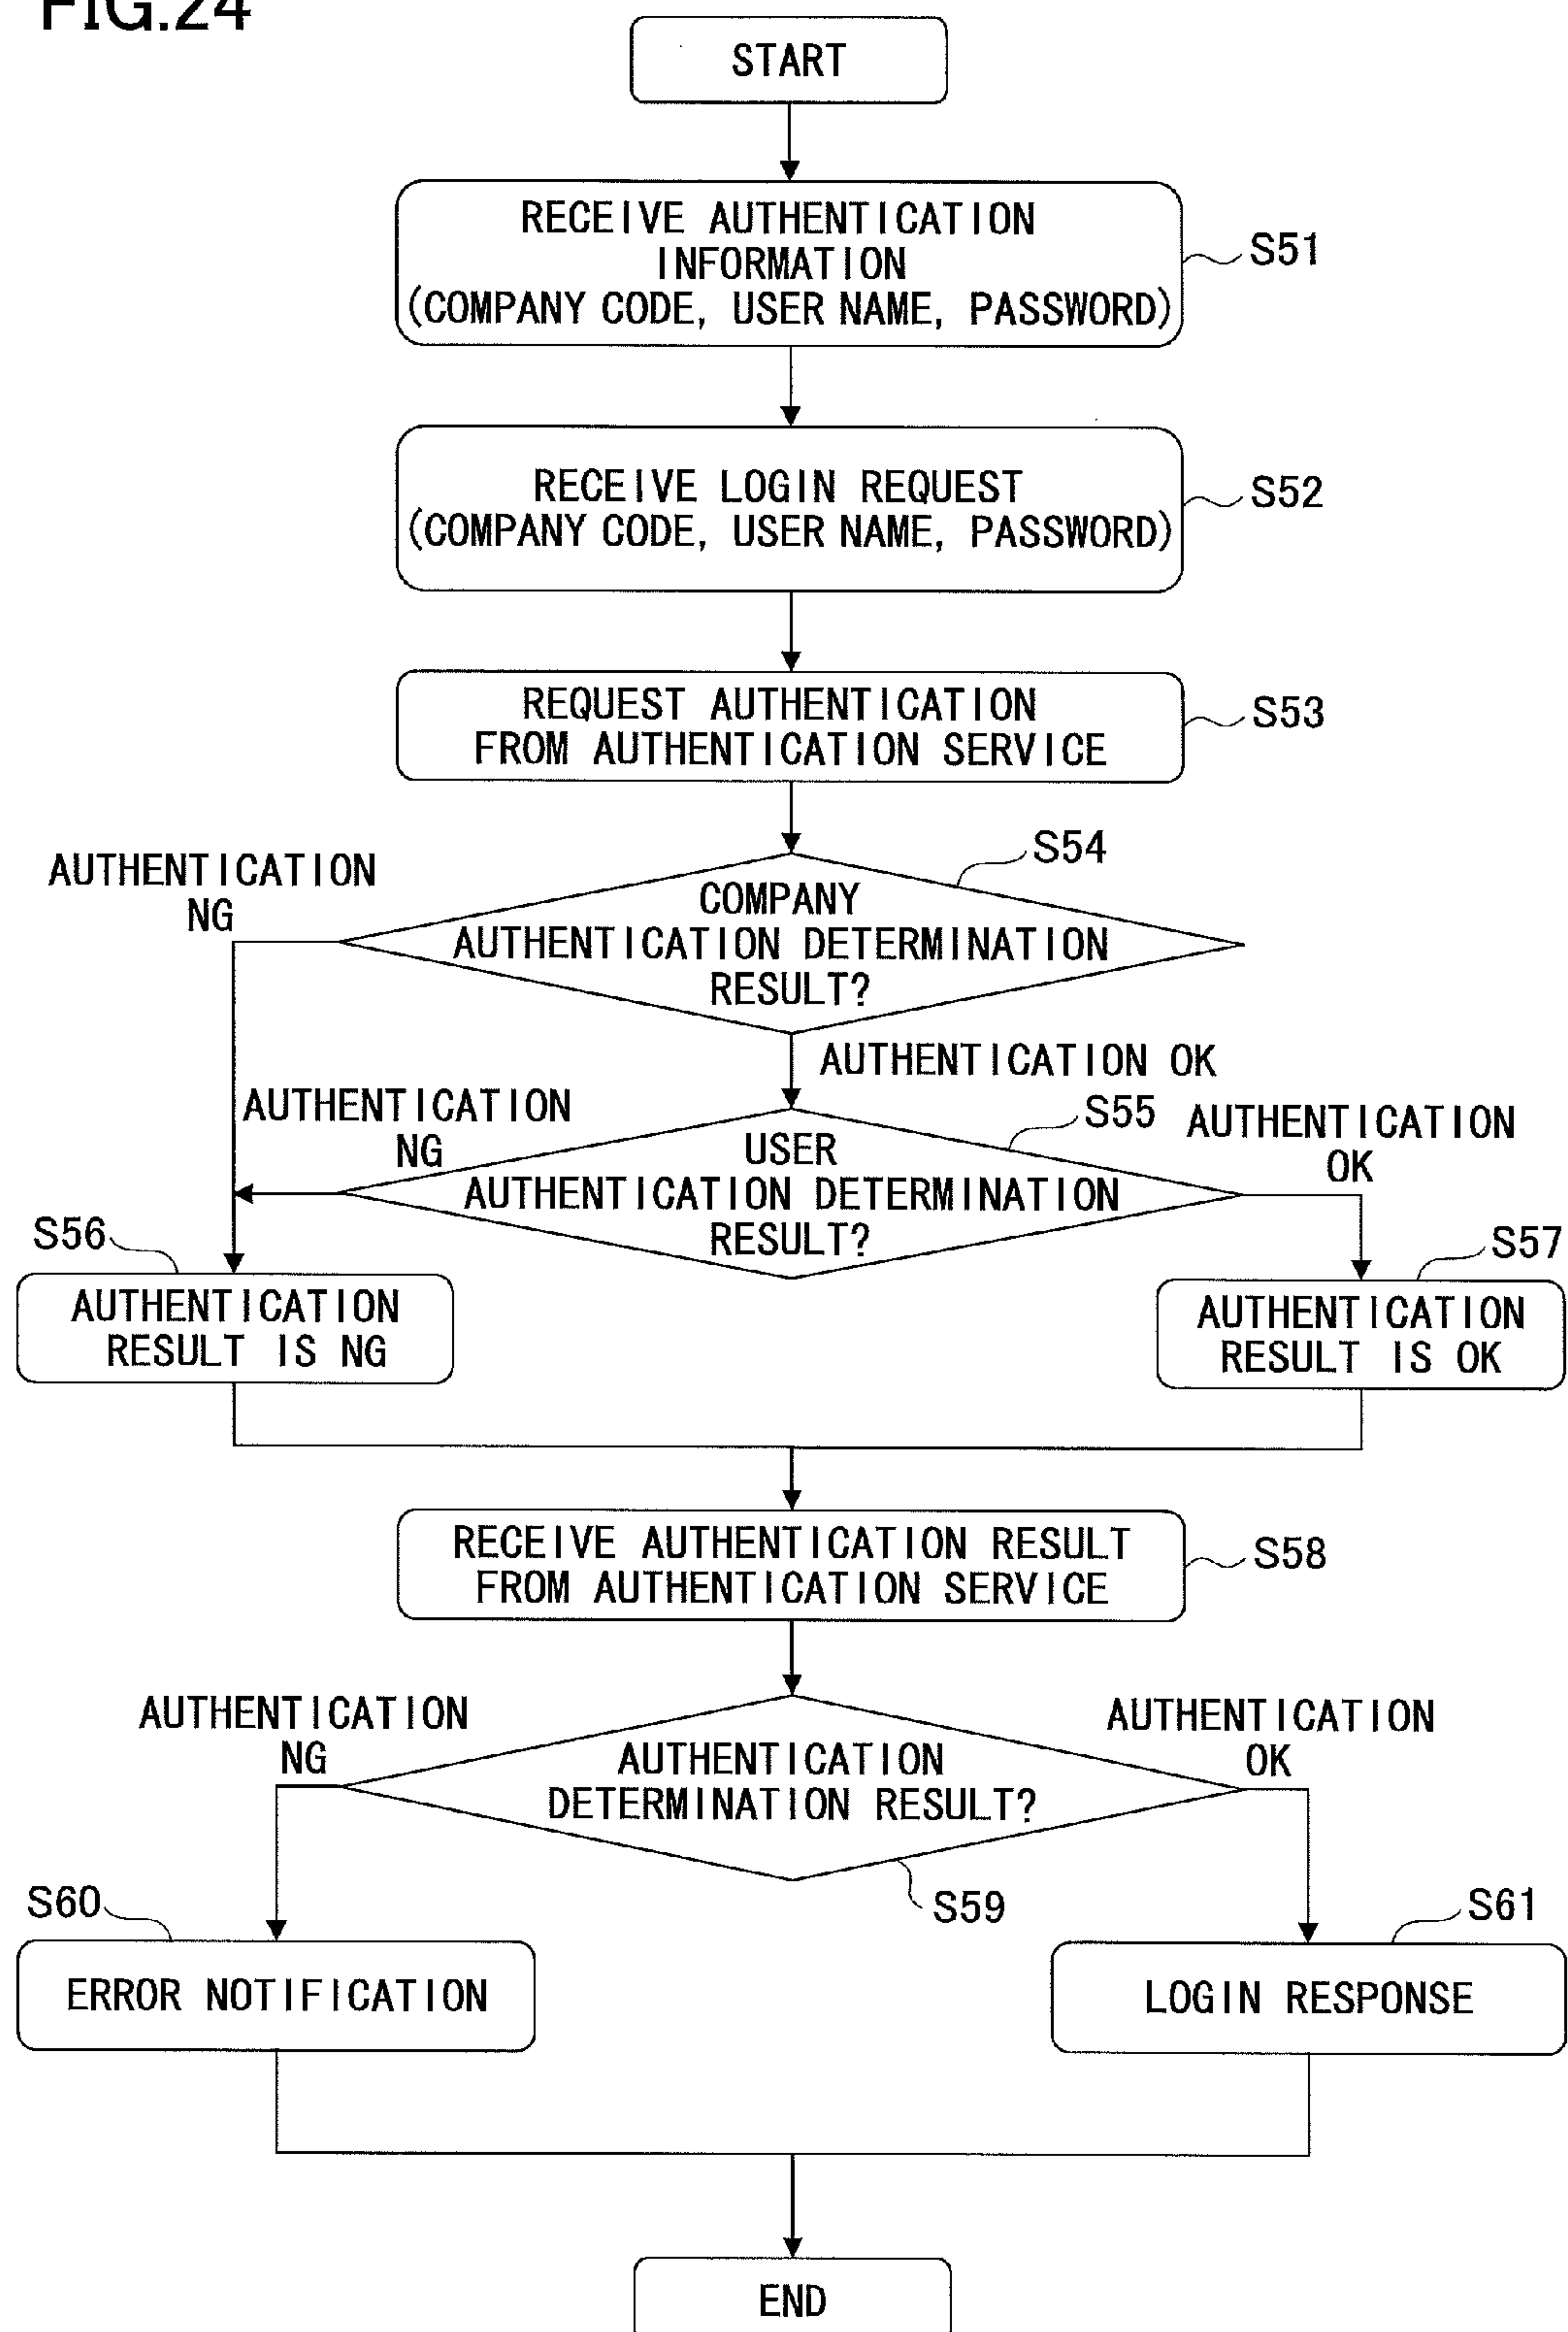 FIG.24
START
RECEIVE AUTHENTICATION
INFORMATION
(COMPANY CODE, USER NAME, PASSWORD)
S51
RECEIVE LOGIN REQUEST
(COMPANY CODE, USER NAME, PASSWORD)
S52
REQUEST AUTHENTICATION
FROM AUTHENTICATION SERVICE
S53
S54
AUTHENTICATION
NG
COMPANY
AUTHENTICATION DETERMINATION
RESULT?
AUTHENTICATION OK
AUTHENTICATION
NG
S55
USER
AUTHENTICATION DETERMINATION
RESULT?
AUTHENTICATION
OK
S56
AUTHENTICATION
RESULT IS NG
S57
AUTHENTICATION
RESULT IS OK
RECEIVE AUTHENTICATION RESULT
FROM AUTHENTICATION SERVICE
S58
AUTHENTICATION
NG
AUTHENTICATION
DETERMINATION RESULT?
AUTHENTICATION
OK
S59
S60
ERROR NOTIFICATION
S61
LOGIN RESPONSE
END